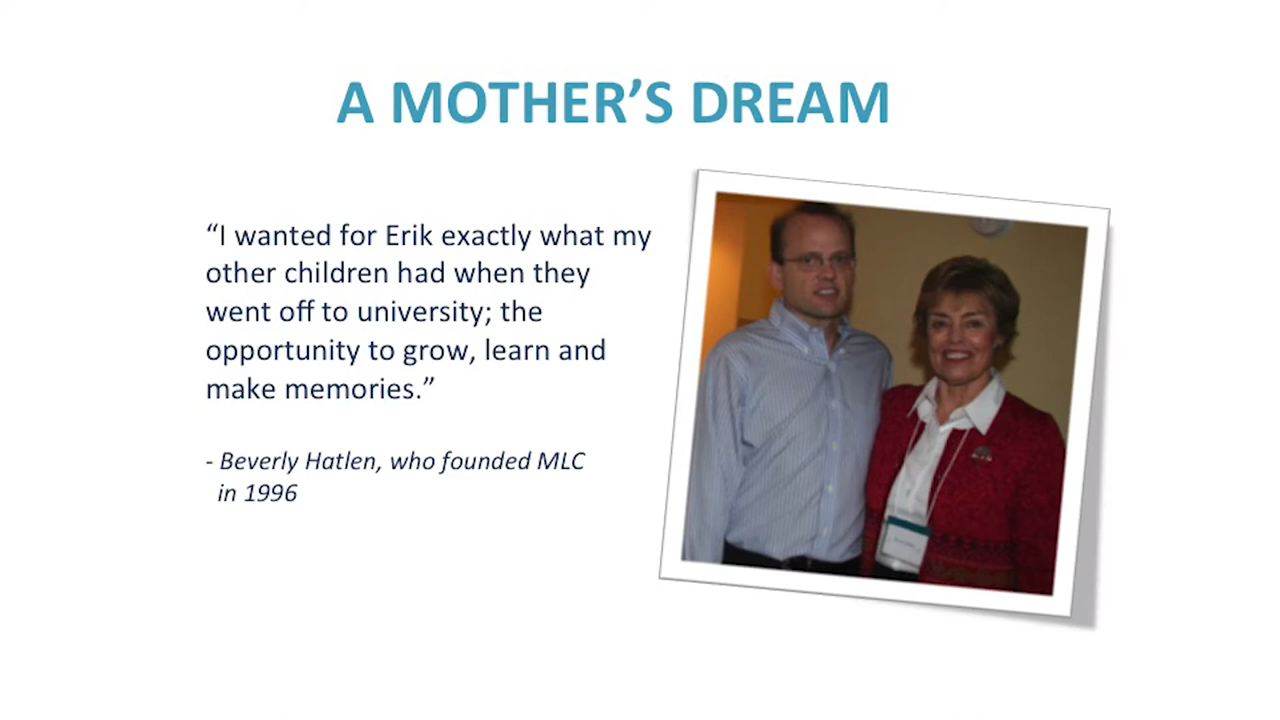 A MOTHER’S DREAM
“I wanted for Erik exactly what my
other children had when they
went off to university; the
opportunity to grow, learn and
make memories.”
- Beverly Hatlen, who founded MLC
in 1996